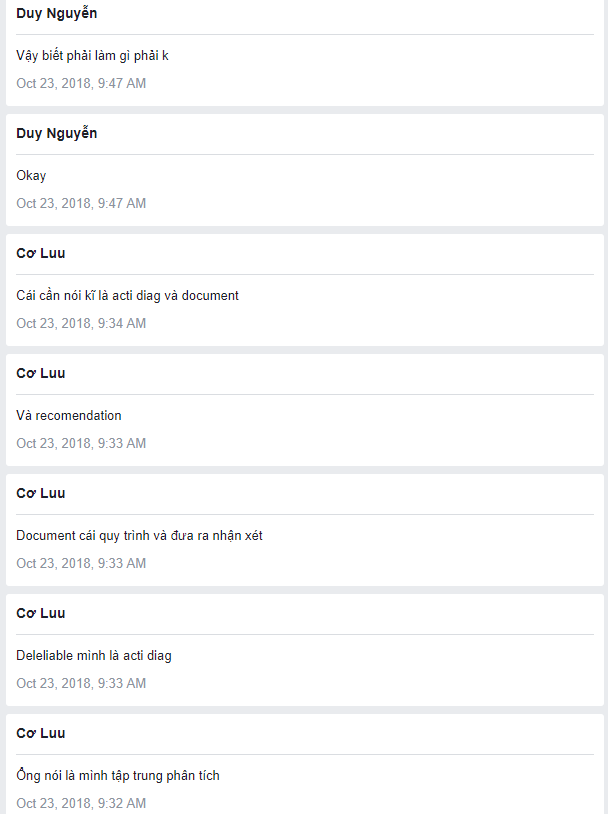 Duy Nguyễn
Vậy biết phải làm gì phải k
Oct 23, 2018, 9:47 AM
Duy Nguyễn
Okay
Oct 23, 2018, 9:47 AM
Cơ Luu
Cái cần nói kĩ là acti diag và document
Oct 23, 2018, 9:34 AM
Cơ Luu
Và recomendation
Oct 23, 2018, 9:33 AM
Cơ Luu
Document cái quy trình và đưa ra nhận xét
Oct 23, 2018, 9:33 AM
Cơ Luu
Deleliable mình là acti diag
Oct 23, 2018, 9:33 AM
Cơ Luu
Ổng nói là mình tập trung phân tích
Oct 23, 2018, 9:32 AM